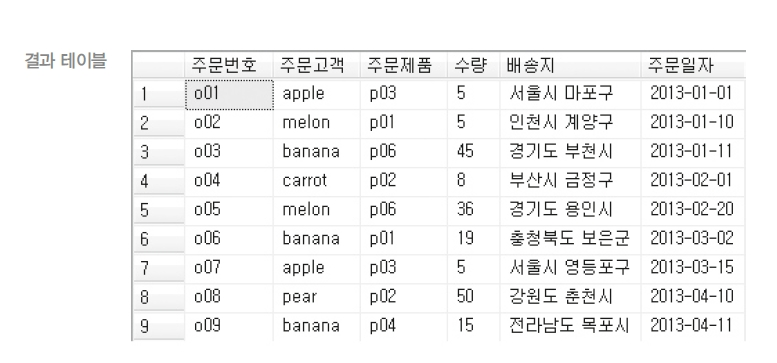 결과 테이블
주문번호 주문고객 주문제품 수량 배송지 주문일자
1 o01 apple p03 5 서울시 마포구 2013-01-01
2 o02 melon p01 5 인천시 계양구 2013-01-10
3 o03 banana p06 45 경기도 부천시 2013-01-11
4 o04 carrot p02 8 부산시 금정구 2013-02-01
5 o05 melon p06 36 경기도 용인시 2013-02-20
6 o06 banana p01 19 충청북도 보은군 2013-03-02
7 o07 apple p03 5 서울시 영등포구 2013-03-15
8 o08 pear p02 50 강원도 춘천시 2013-04-10
9 o09 banana p04 15 전라남도 목포시 2013-04-11